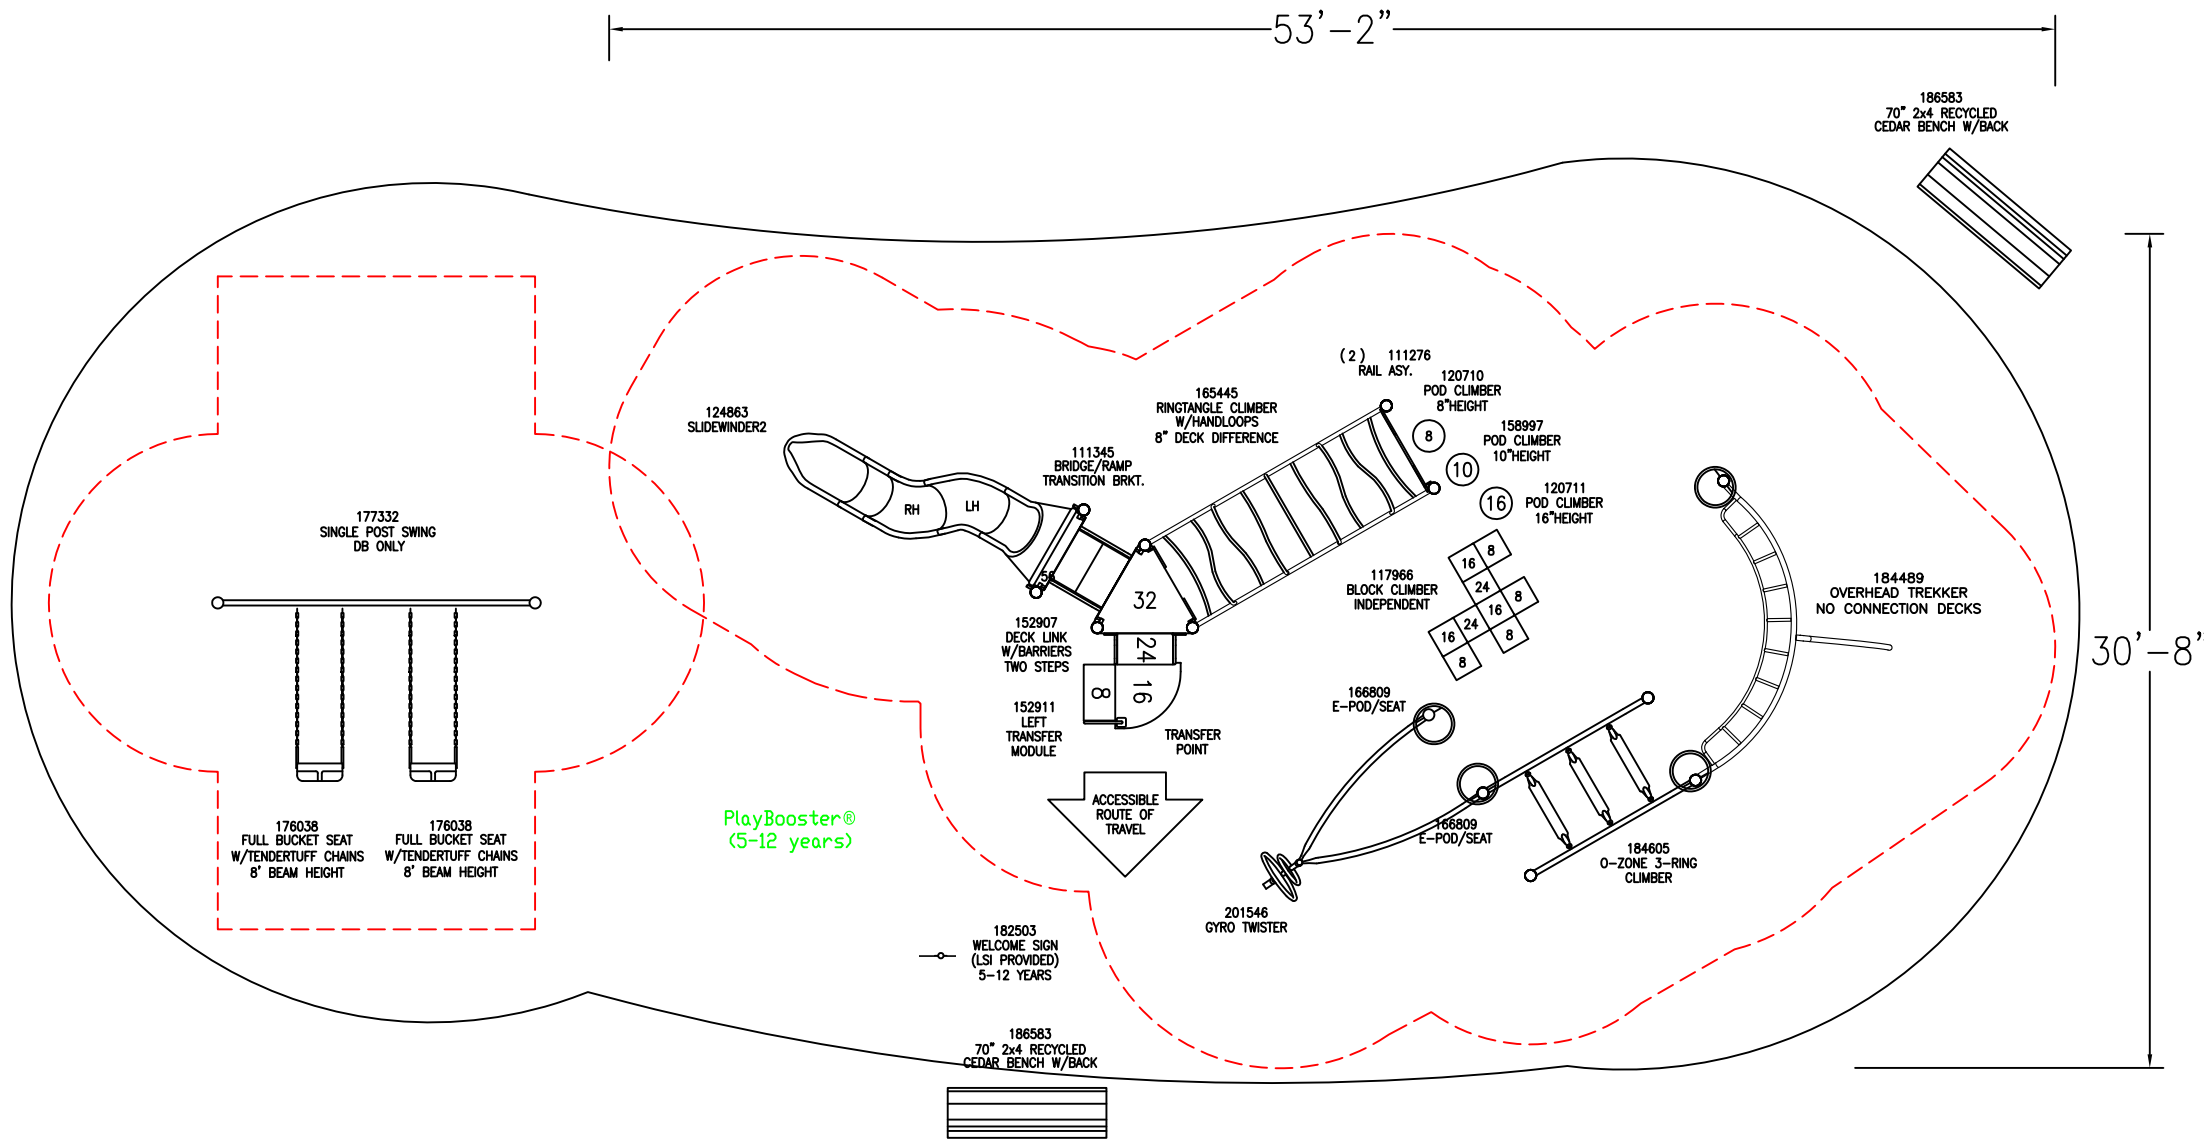 53'-2"
186583
70" 2x4 RECYCLED
CEDAR BENCH W/BACK
(2) 111276
RAIL ASY.
120710
POD CLIMBER
8"HEIGHT
165445
RINGTANGLE CLIMBER
W/HANDLOOPS
8" DECK DIFFERENCE
124863
SLIDEWINDER2
158997
POD CLIMBER
10"HEIGHT
8
10
16
111345
BRIDGE/RAMP
TRANSITION BRKT.
120711
POD CLIMBER
16"HEIGHT
RH
LH
177332
SINGLE POST SWING
DB ONLY
56
32
24
16
8
117966
BLOCK CLIMBER
INDEPENDENT
8
16
24
8
16
24
16
8
8
184489
OVERHEAD TREKKER
NO CONNECTION DECKS
30'-8"
152907
DECK LINK
W/BARRIERS
TWO STEPS
152911
LEFT
TRANSFER
MODULE
TRANSFER
POINT
166809
E-POD/SEAT
ACCESSIBLE
ROUTE OF
TRAVEL
PlayBooster®
(5-12 years)
176038
FULL BUCKET SEAT
W/TENDERTUFF CHAINS
8' BEAM HEIGHT
176038
FULL BUCKET SEAT
W/TENDERTUFF CHAINS
8' BEAM HEIGHT
166809
E-POD/SEAT
184605
O-ZONE 3-RING
CLIMBER
201546
GYRO TWISTER
182503
WELCOME SIGN
(LSI PROVIDED)
5-12 YEARS
186583
70" 2x4 RECYCLED
CEDAR BENCH W/BACK